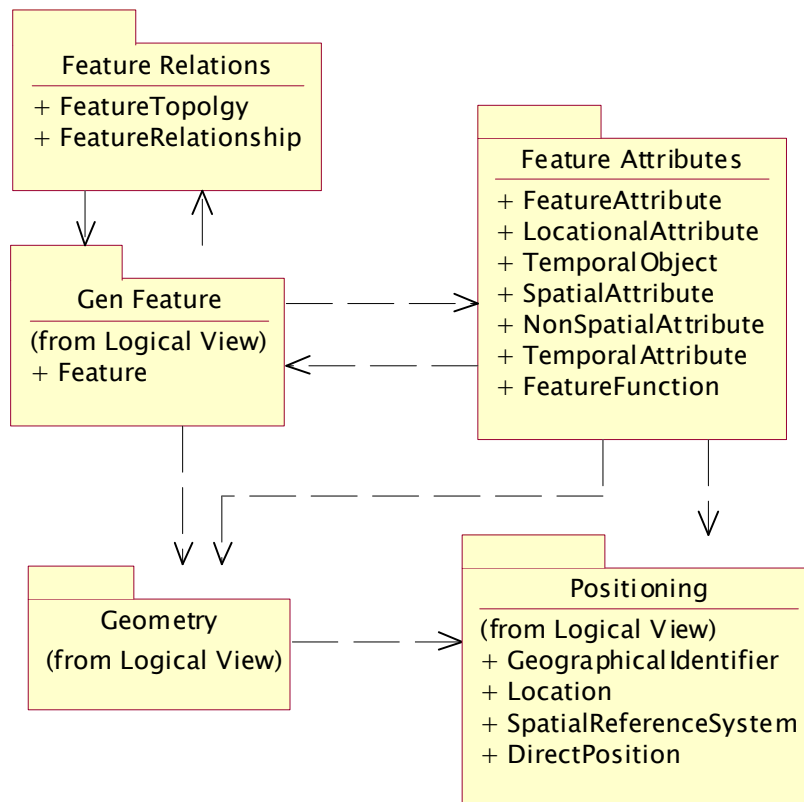 Feature Relations
+ FeatureTopolgy
+ FeatureRelationship
Feature Attributes
+ FeatureAttribute
+ LocationalAttribute
+ TemporalObject
+ SpatialAttribute
+ NonSpatialAttribute
+ TemporalAttribute
+ FeatureFunction
Gen Feature
(from Logical View)
+ Feature
Geometry
(from Logical View)
Positioning
(from Logical View)
+ GeographicalIdentifier
+ Location
+ SpatialReferenceSystem
+ DirectPosition